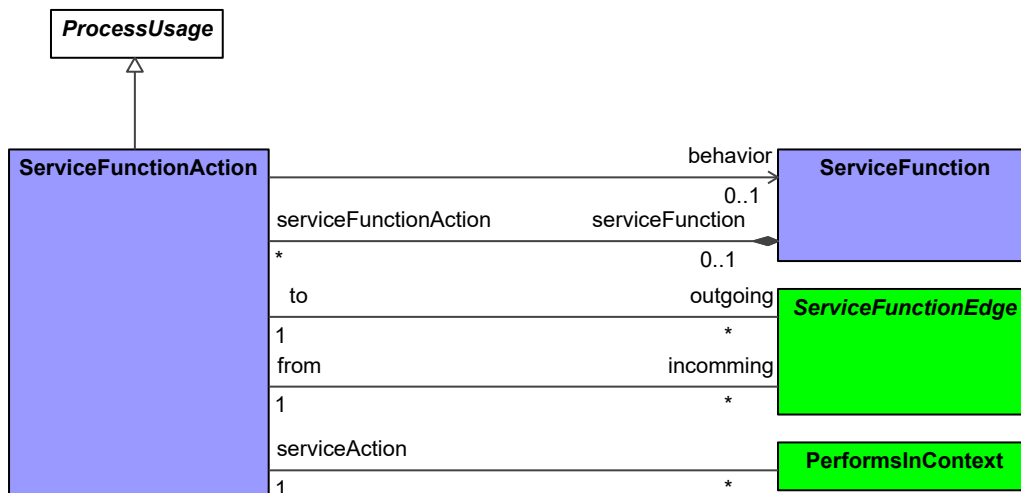 ProcessUsage
ServiceFunctionAction
behavior
ServiceFunction
0..1
serviceFunctionAction
serviceFunction
*
0..1
to
outgoing
ServiceFunctionEdge
1
*
from
incomming
1
*
serviceAction
PerformsInContext
1
*